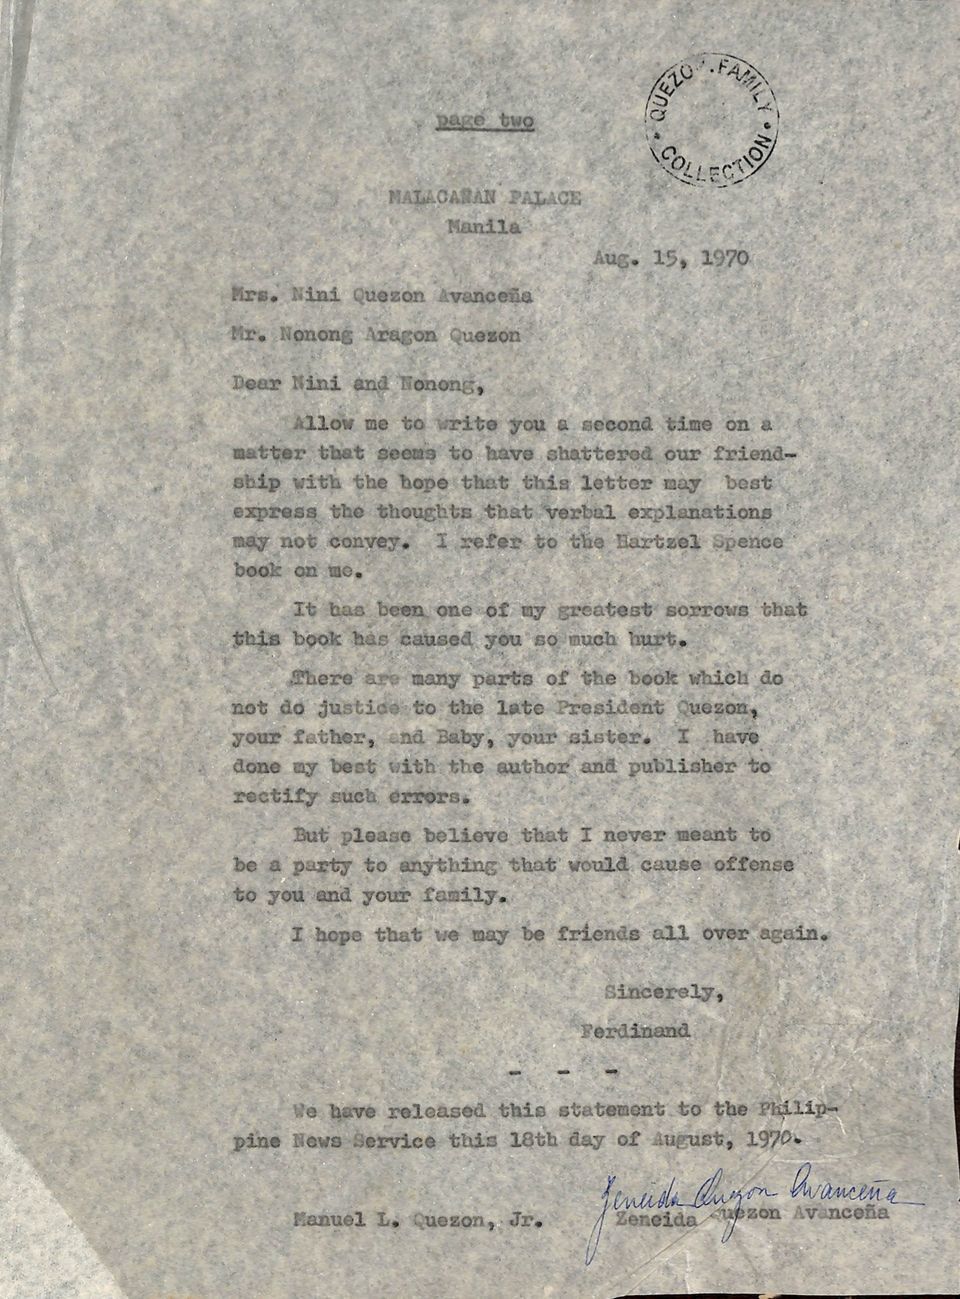 QUEZON FAMILY
COLLECTION
page two
MALACAÑAN PALACE
Manila
Aug. 15, 1970
Mrs. Nini Quezon Avanceña
Mr. Nonong Aragon Quezon
Dear Nini and Nonong,
Allow me to write you a second time on a
matter that seems to have shattered our friend-
ship with the hope that this letter may best
express the thoughts that verbal explanations
may not convey. I refer to the Hartzel Spence
book on me.
It has been one of my greatest sorrows that
this book has caused you so much hurt.
There are many parts of the book which do
not do justice to the late President Quezon,
your father, and Baby, your sister. I have
done my best with the author and publisher to
rectify such errors.
But please believe that I never meant to
be a party to anything that would cause offense
to you and your family.
I hope that we may be friends all over again.
Sincerely,
Ferdinand
- - -
We have released this statement to the Philip-
pine News Service this 18th day of August, 1970.
Zeneida Quezon Avanceña
Manuel L. Quezon, Jr. Zeneida Quezon Avanceña